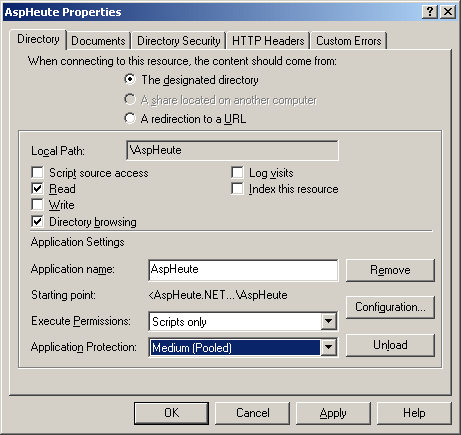 AspHeute Properties
Directory Documents Directory Security HTTP Headers Custom Errors
When connecting to this resource, the content should come from:
The designated directory
A share located on another computer
A redirection to a URL
Local Path: \AspHeute
Script source access Log visits
Read Index this resource
Write
Directory browsing
Application Settings
Application name: AspHeute Remove
Starting point: <AspHeute.NET...\AspHeute
Configuration...
Execute Permissions: Scripts only
Application Protection: Medium (Pooled) Unload
OK Cancel Apply Help